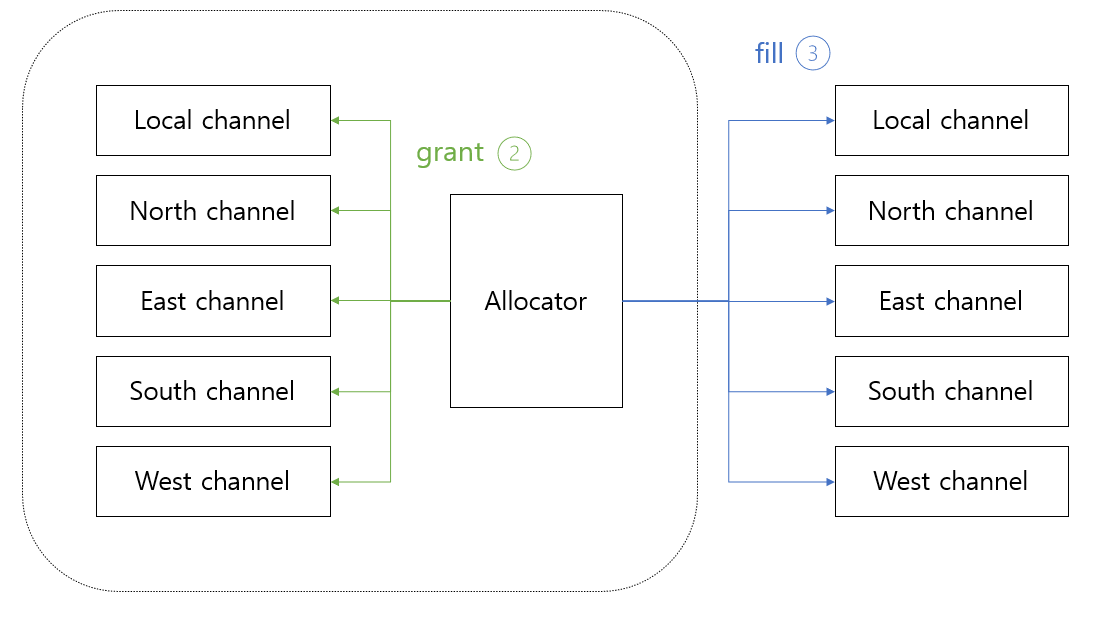 fill ③
Local channel
Local channel
grant ②
North channel
North channel
East channel
Allocator
East channel
South channel
South channel
West channel
West channel